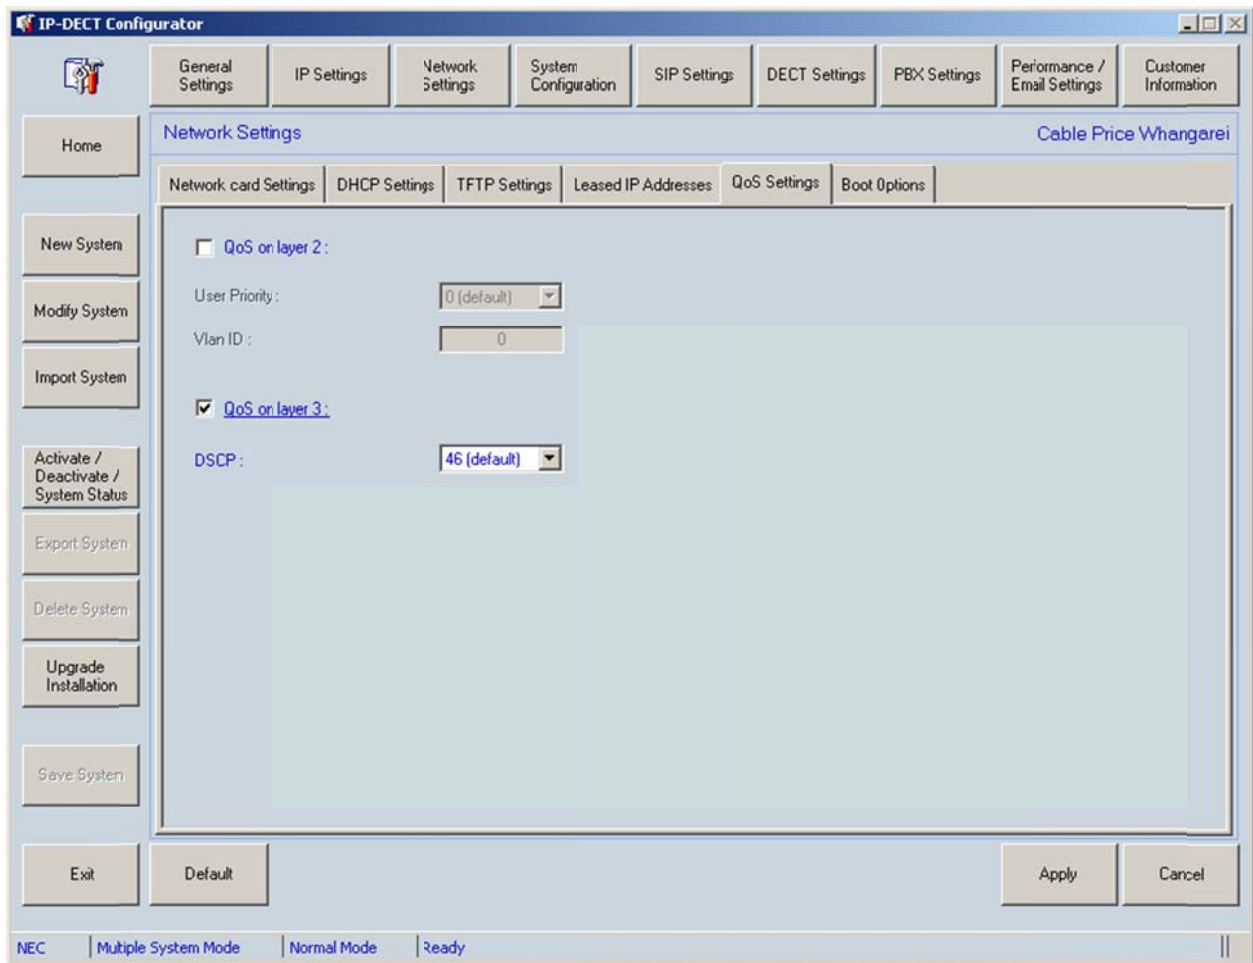 IP-DECT Configurator
General
Settings
IP Settings
Network
Settings
System
Configuration
SIP Settings
DECT Settings
PBX Settings
Performance /
Email Settings
Customer
Information
Home
Network Settings
Cable Price Whangarei
Network card Settings
DHCP Settings
TFTP Settings
Leased IP Addresses
QoS Settings
Boot Options
New System
Modify System
Import System
Activate /
Deactivate /
System Status
Export System
Delete System
Upgrade
Installation
Save System
QoS on layer 2 :
User Priority :
0 (default)
Vlan ID :
0
QoS on layer 3 :
DSCP :
46 (default)
Exit
Default
Apply
Cancel
NEC
Multiple System Mode
Normal Mode
Ready